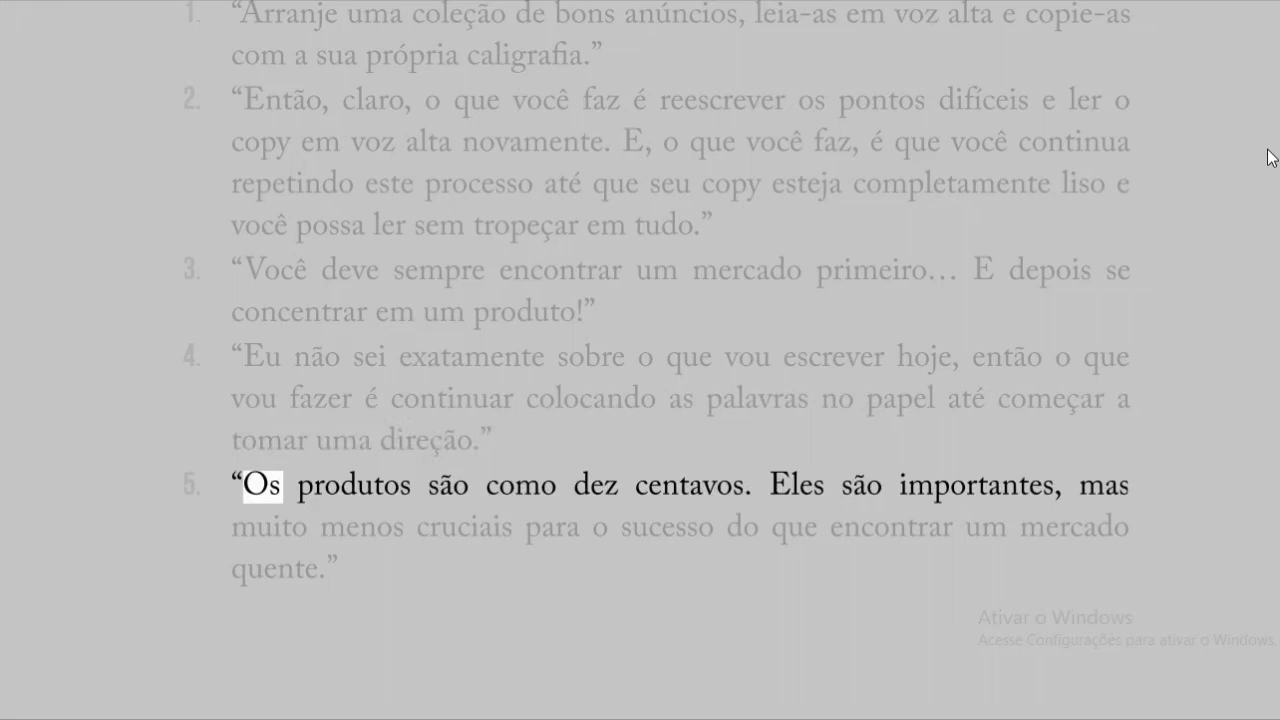 1. “Arranje uma coleção de bons anúncios, leia-as em voz alta e copie-as
com a sua própria caligrafia.”
2. “Então, claro, o que você faz é reescrever os pontos difíceis e ler o
copy em voz alta novamente. E, o que você faz, é que você continua
repetindo este processo até que seu copy esteja completamente liso e
você possa ler sem tropeçar em tudo.”
3. “Você deve sempre encontrar um mercado primeiro… E depois se
concentrar em um produto!”
4. “Eu não sei exatamente sobre o que vou escrever hoje, então o que
vou fazer é continuar colocando as palavras no papel até começar a
tomar uma direção.”
5. “Os produtos são como dez centavos. Eles são importantes, mas
muito menos cruciais para o sucesso do que encontrar um mercado
quente.”
Ativar o Windows
Acesse Configurações para ativar o Windows.